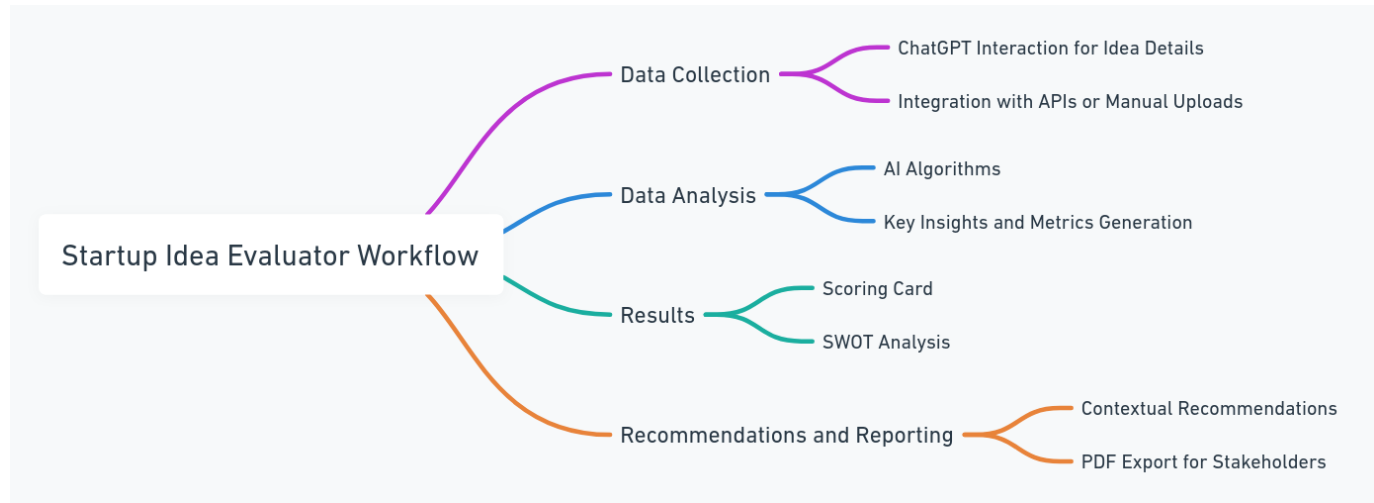 Startup Idea Evaluator Workflow
Data Collection
ChatGPT Interaction for Idea Details
Integration with APIs or Manual Uploads
Data Analysis
AI Algorithms
Key Insights and Metrics Generation
Results
Scoring Card
SWOT Analysis
Recommendations and Reporting
Contextual Recommendations
PDF Export for Stakeholders